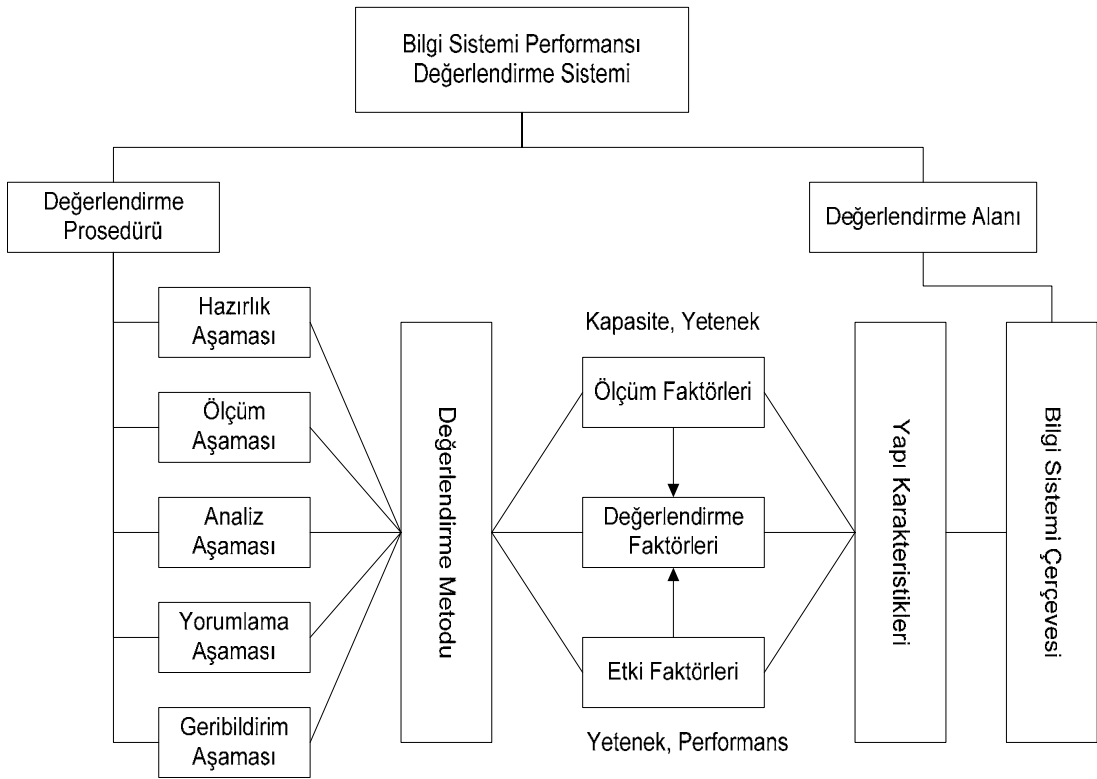 Bilgi Sistemi Performansı
Değerlendirme Sistemi
Değerlendirme
Prosedürü
Değerlendirme Alanı
Hazırlık
Aşaması
Ölçüm
Aşaması
Analiz
Aşaması
Yorumlama
Aşaması
Geribildirim
Aşaması
Değerlendirme Metodu
Kapasite, Yetenek
Ölçüm Faktörleri
Değerlendirme
Faktörleri
Etki Faktörleri
Yetenek, Performans
Yapı Karakteristikleri
Bilgi Sistemi Çerçevesi